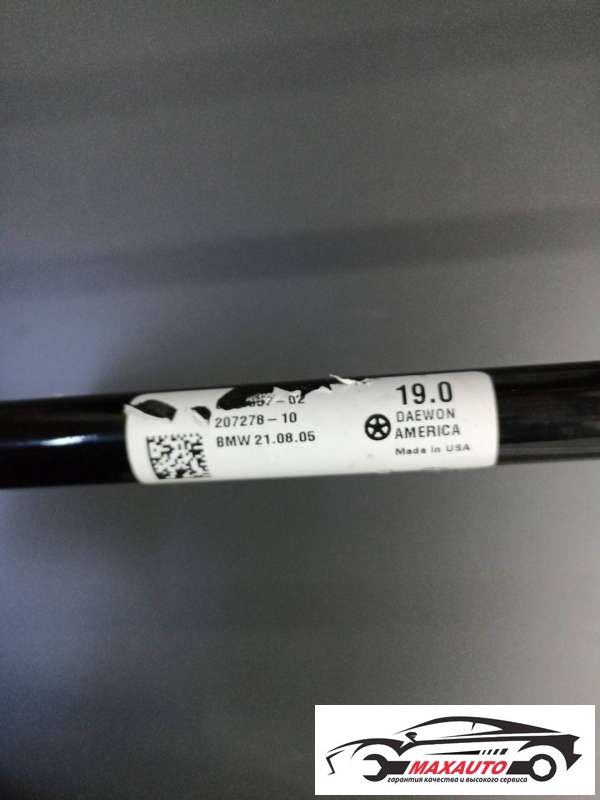 57-02
207278-10
BMW 21.08.05
19.0
DAEWON
AMERICA
Made in USA
MAXAUTO
гарантия качества и высокого сервиса